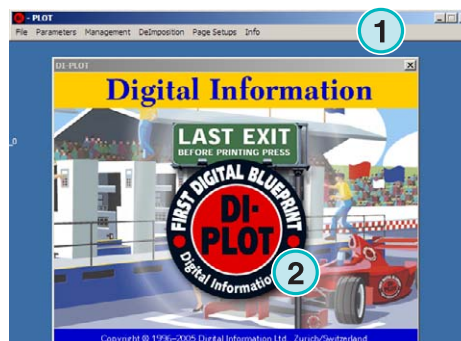 - PLOT
File Parameters Management DeImposition Page Setups Info
1
DI-PLOT
Digital Information
_0
LAST EXIT
BEFORE PRINTING PRESS
FIRST DIGITAL BLUEPRINT
DI-
PLOT
Digital Information
2
Copyright © 1996-2005 Digital Information Ltd. Zurich/Switzerland